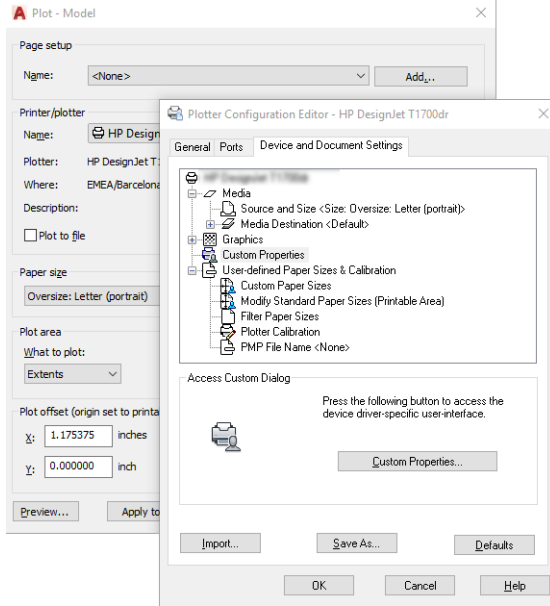 Plot - Model
Page setup
Name:
<None>
Add...
Printer/plotter
Name:
HP Design
Plotter:
HP DesignJet T1
Where:
EMEA/Barcelona
Description:
Plot to file
Paper size
Oversize: Letter (portrait)
Plot area
What to plot:
Extents
Plot offset (origin set to printa
X:
1.175375
inches
Y:
0.000000
inch
Preview...
Apply to
Plotter Configuration Editor - HP DesignJet T1700dr
General
Ports
Device and Document Settings
Media
Source and Size <Size: Oversize: Letter (portrait)>
Media Destination <Default>
Graphics
Custom Properties
User-defined Paper Sizes & Calibration
Custom Paper Sizes
Modify Standard Paper Sizes (Printable Area)
Filter Paper Sizes
Plotter Calibration
PMP File Name <None>
Access Custom Dialog
Press the following button to access the
device driver-specific user-interface.
Custom Properties...
Import...
Save As...
Defaults
OK
Cancel
Help